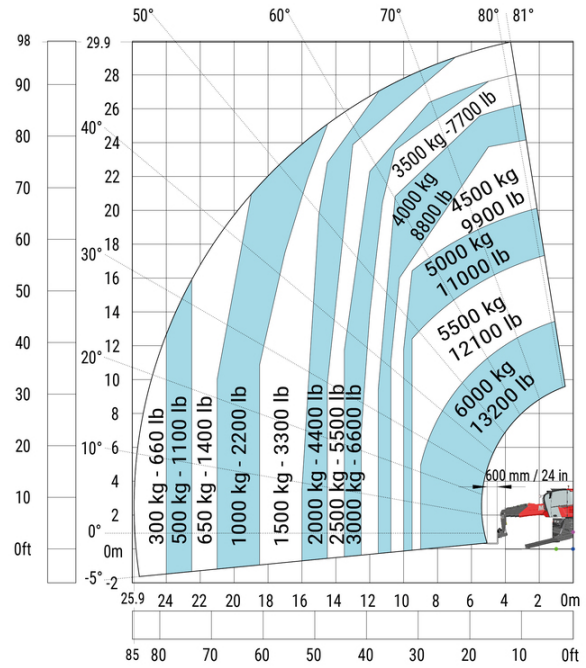 50°
60°
70°
80°
81°
98
29.9
90
28
26
80
40°
24
70
22
20
60
18
30°
50
16
14
40
12
20°
10
30
8
20
10°
6
4
10
2
0°
0ft
0m
-5°
-2
3500 kg -7700 lb
4000 kg
8800 lb
4500 kg
9900 lb
5000 kg
11000 lb
5500 kg
12100 lb
6000 kg
13200 lb
600 mm / 24 in
300 kg - 660 lb
500 kg - 1100 lb
650 kg - 1400 lb
1000 kg - 2200 lb
1500 kg - 3300 lb
2000 kg - 4400 lb
2500 kg - 5500 lb
3000 kg - 6600 lb
25.9 24 22 20 18 16 14 12 10 8 6 4 2 0m
85 80 70 60 50 40 30 20 10 0ft